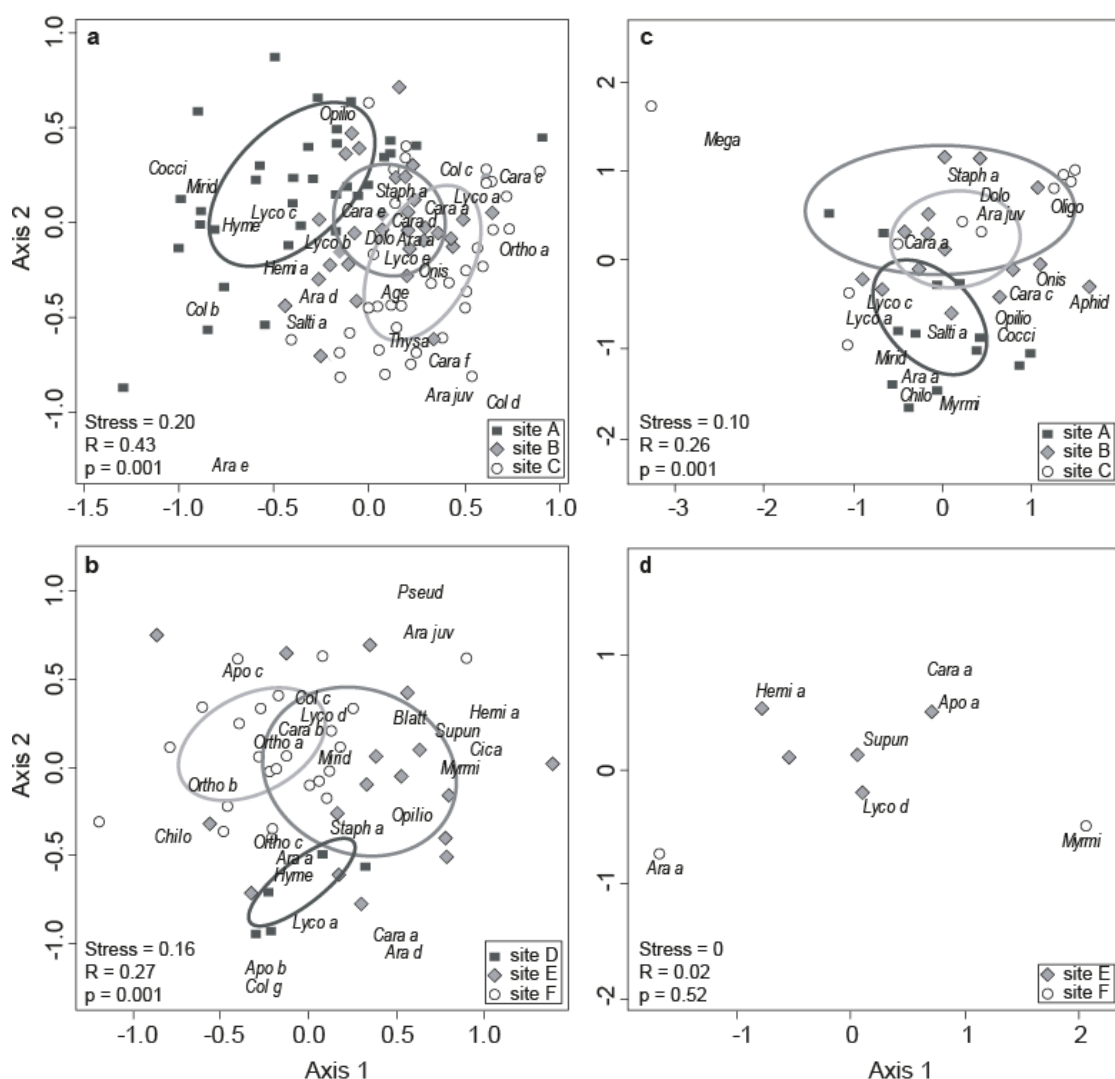 a
Axis 2
1.0
0.5
0.0
-0.5
-1.0
Opilio
Cocci
Mirid
Hyme
Lyco c
Lyco b
Hemi a
Ara d
Salti a
Col b
Staph a
Col c
Cara c
Lyco a
Cara e
Cara a
Cara d
Dolo
Ara a
Ortho a
Lyco e
Onis
Age
Thysa
Cara f
Ara juv
Col d
Ara e
Stress = 0.20
R = 0.43
p = 0.001
site A
site B
site C
-1.5 -1.0 -0.5 0.0 0.5 1.0
c
2
1
0
-1
-2
Mega
Staph a
Dolo
Oligo
Ara juv
Cara a
Onis
Cara c
Aphid
Lyco c
Lyco a
Opilio
Salti a
Cocci
Mirid
Ara a
Chilo
Myrmi
Stress = 0.10
R = 0.26
p = 0.001
site A
site B
site C
-3 -2 -1 0 1
b
Axis 2
1.0
0.5
0.0
-0.5
-1.0
Pseud
Ara juv
Apo c
Col c
Lyco d
Blatt
Hemi a
Cara b
Supun
Ortho a
Cica
Mirid
Myrmi
Ortho b
Opilio
Chilo
Staph a
Ortho c
Ara a
Hyme
Lyco a
Cara a
Ara d
Apo b
Col g
Stress = 0.16
R = 0.27
p = 0.001
site D
site E
site F
-1.0 -0.5 0.0 0.5 1.0
Axis 1
d
1
0
-1
-2
Hemi a
Cara a
Apo a
Supun
Lyco d
Myrmi
Ara a
Stress = 0
R = 0.02
p = 0.52
site E
site F
-1 0 1 2
Axis 1